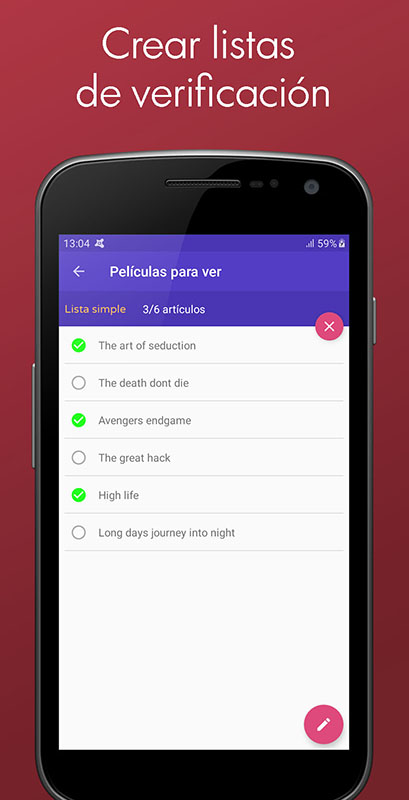 Crear listas
de verificación
13:04 59%
Películas para ver
Lista simple 3/6 artículos
The art of seduction
The death dont die
Avengers endgame
The great hack
High life
Long days journey into night